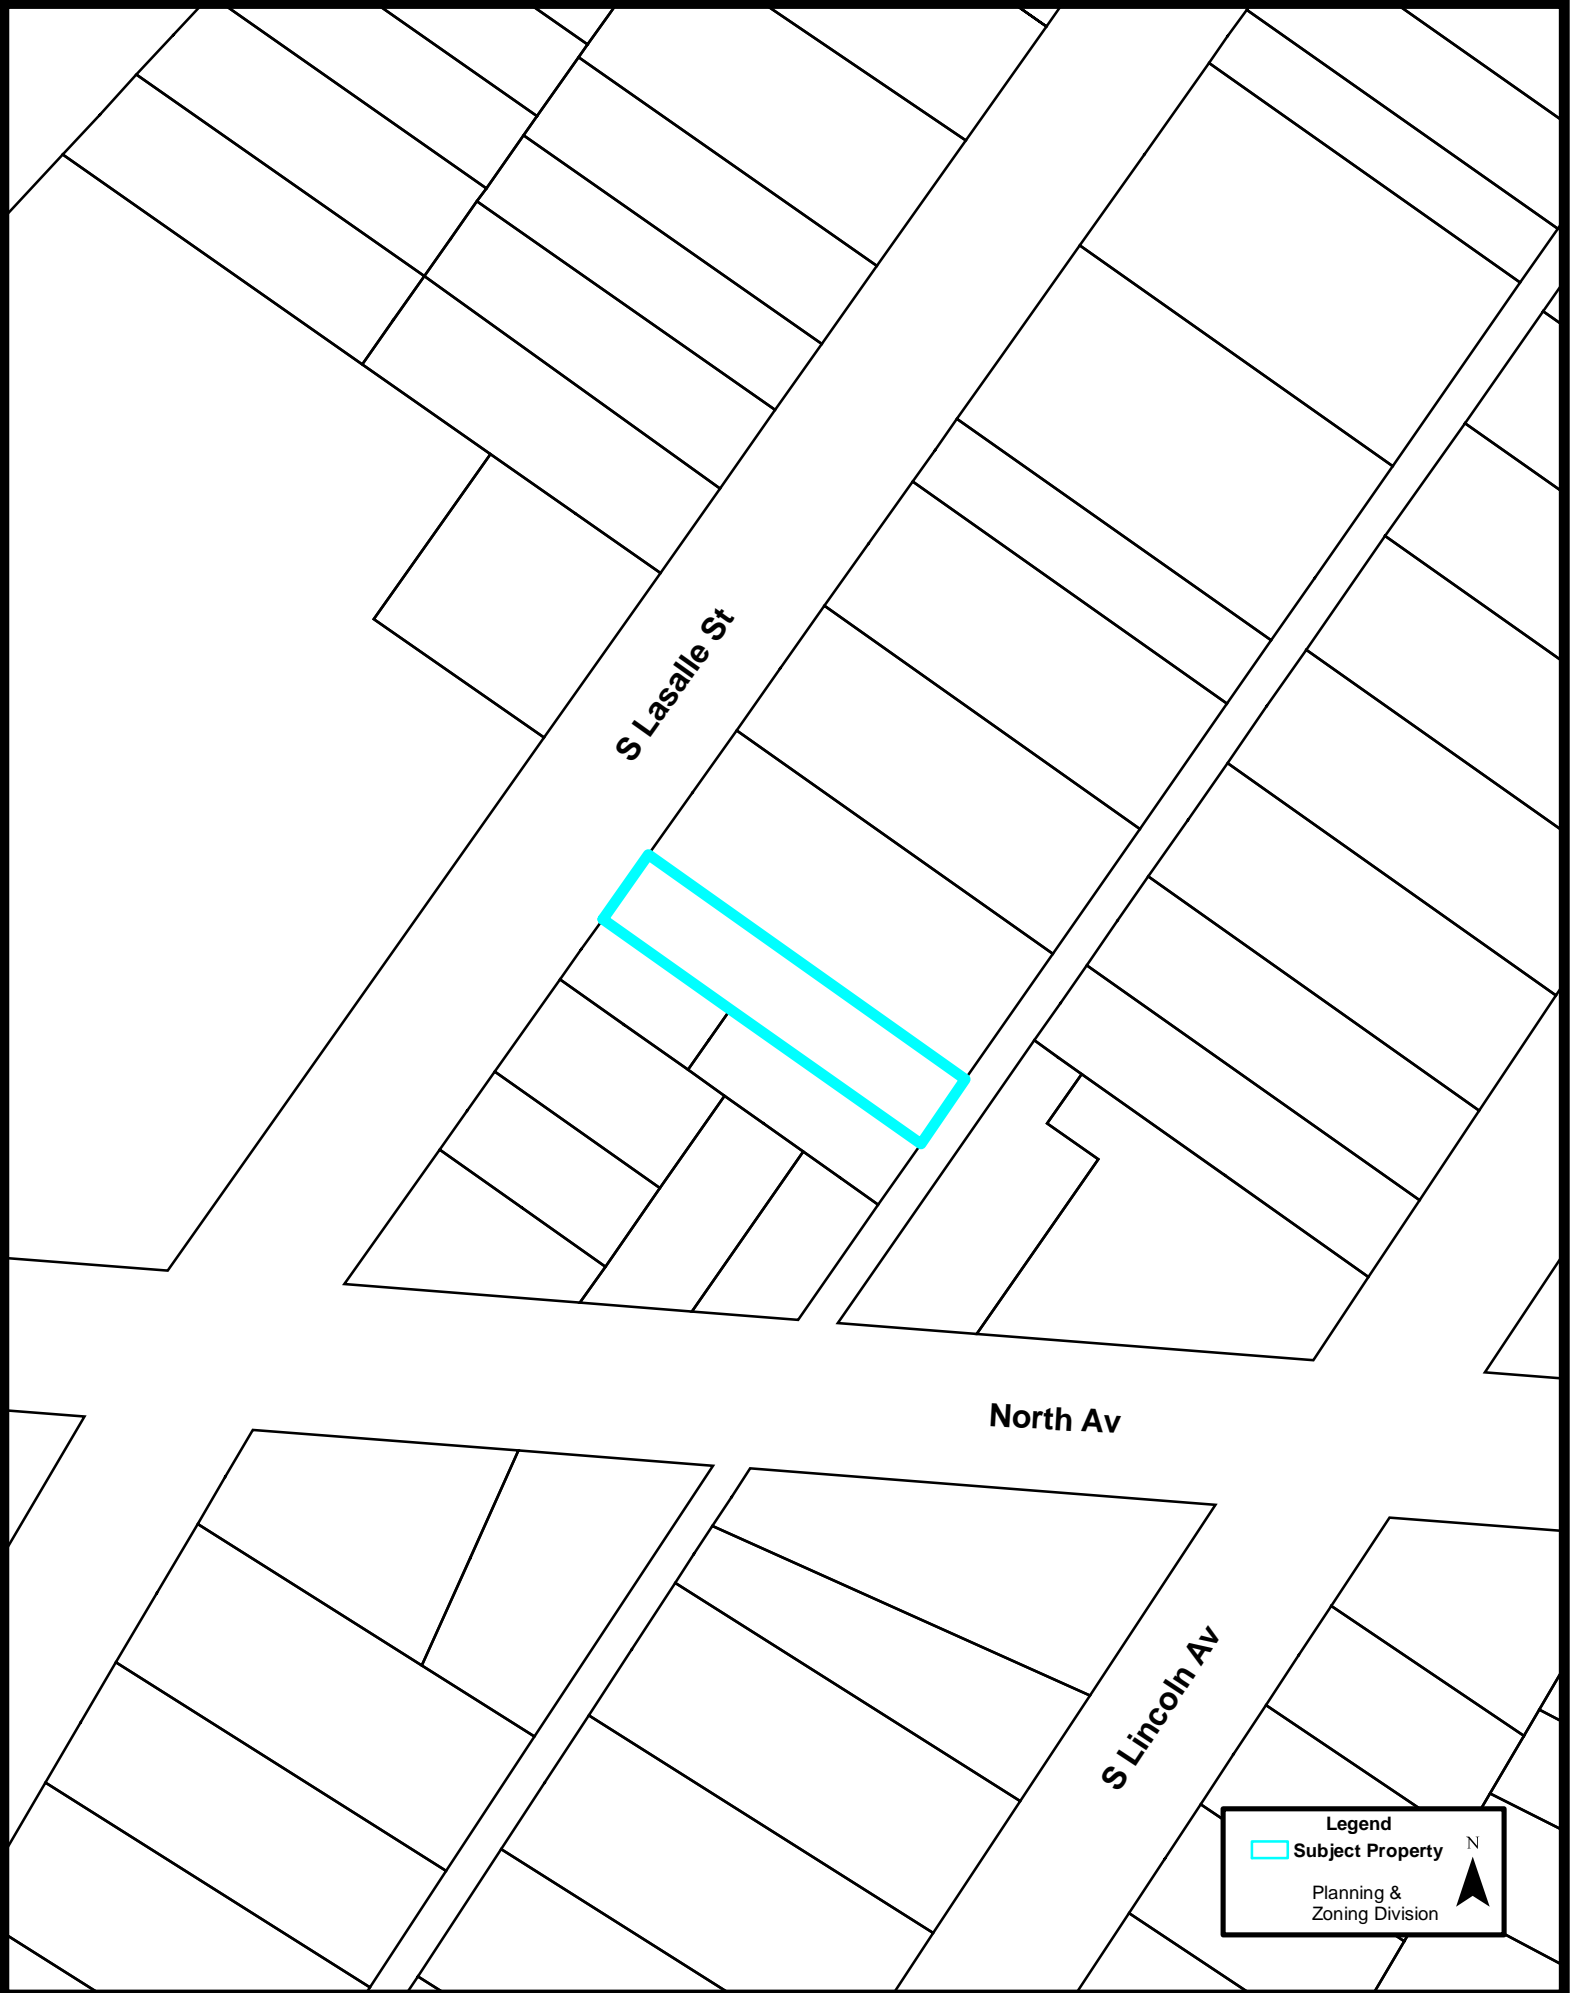 S Lasalle St
North Av
S Lincoln Av
Legend
Subject Property
N
Planning &
Zoning Division